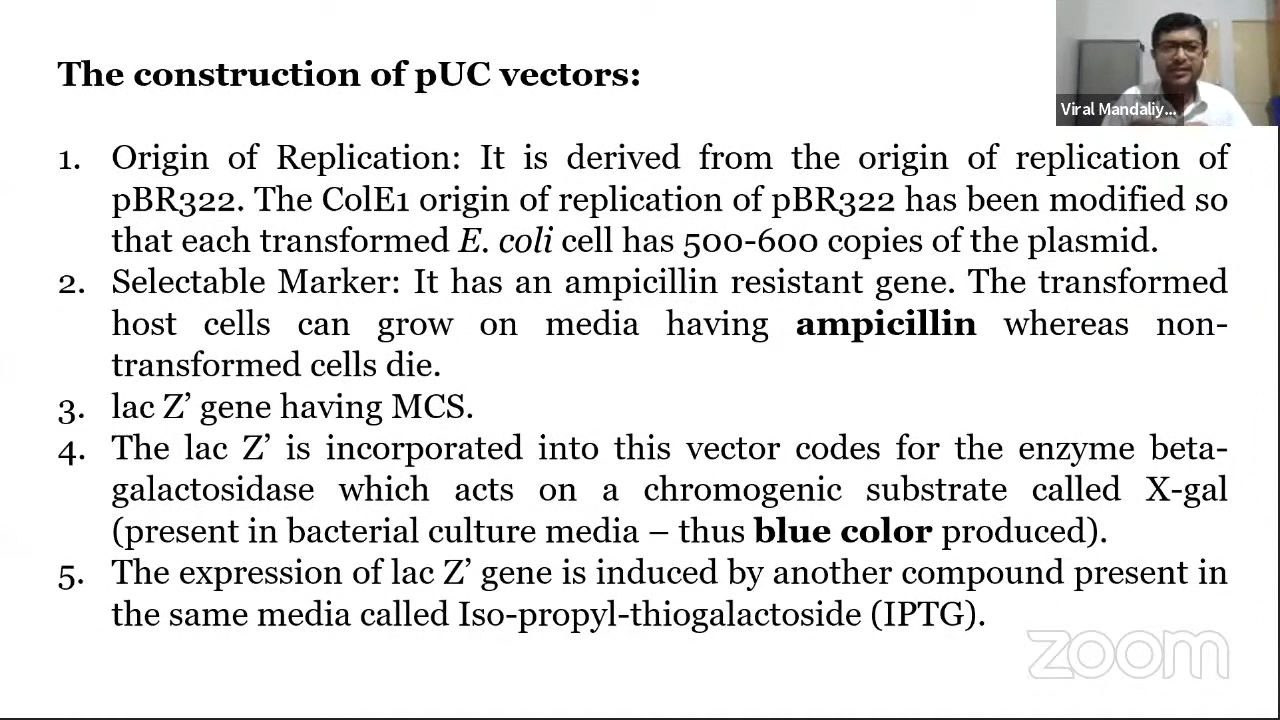 The construction of pUC vectors:
Viral Mandaliy...
1. Origin of Replication: It is derived from the origin of replication of
pBR322. The ColE1 origin of replication of pBR322 has been modified so
that each transformed E. coli cell has 500-600 copies of the plasmid.
2. Selectable Marker: It has an ampicillin resistant gene. The transformed
host cells can grow on media having ampicillin whereas non-
transformed cells die.
3. lac Z’ gene having MCS.
4. The lac Z’ is incorporated into this vector codes for the enzyme beta-
galactosidase which acts on a chromogenic substrate called X-gal
(present in bacterial culture media – thus blue color produced).
5. The expression of lac Z’ gene is induced by another compound present in
the same media called Iso-propyl-thiogalactoside (IPTG).
zoom